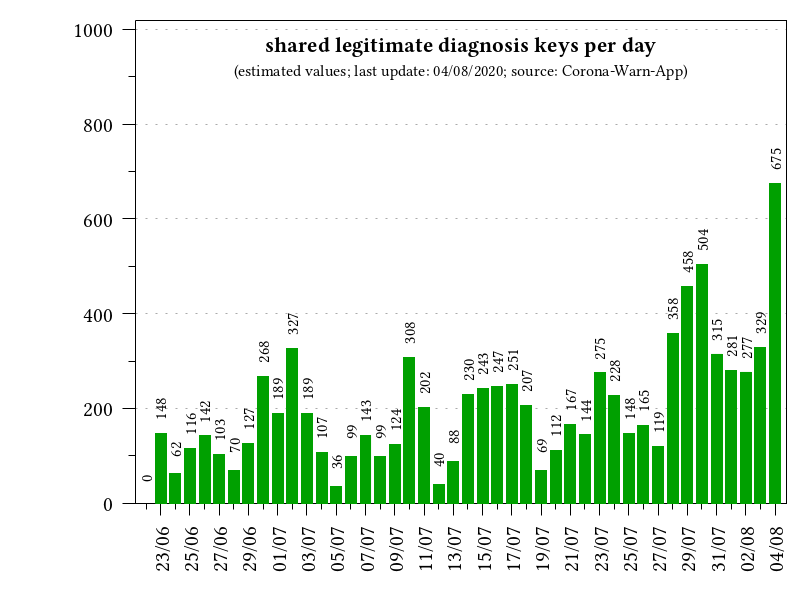 shared legitimate diagnosis keys per day
(estimated values; last update: 04/08/2020; source: Corona-Warn-App)
1000
800
600
400
200
0
0 148 62 116 142 103 70 127 268 189 327 189 107 36 99 143 99 124 308 202 40 88 230 243 247 251 207 69 112 167 144 275 228 148 165 119 358 458 504 315 281 277 329 675
23/06 25/06 27/06 29/06 01/07 03/07 05/07 07/07 09/07 11/07 13/07 15/07 17/07 19/07 21/07 23/07 25/07 27/07 29/07 31/07 02/08 04/08